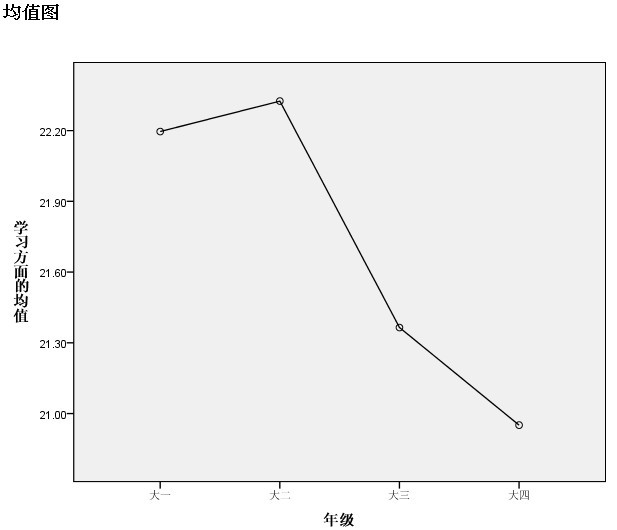 均值图
学习方面的均值
22.20
21.90
21.60
21.30
21.00
大一
大二
大三
大四
年级